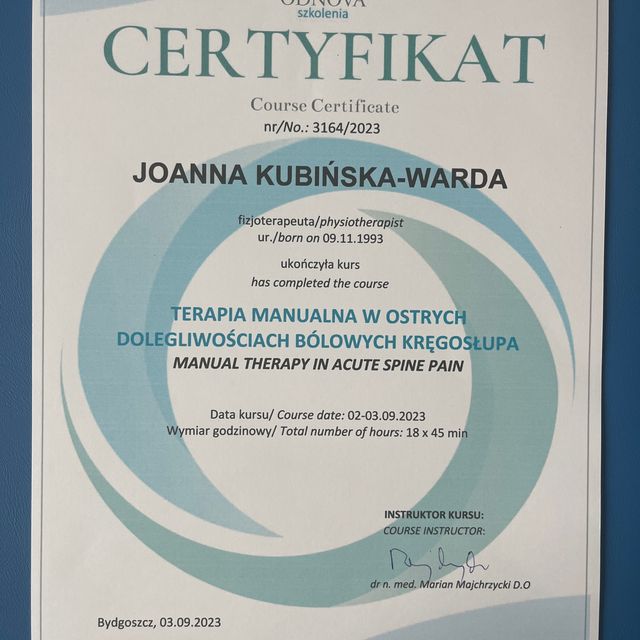 ODNOVA
szkolenia
CERTYFIKAT
Course Certificate
nr/No.: 3164/2023
JOANNA KUBIŃSKA-WARDA
fizjoterapeuta/physiotherapist
ur./born on 09.11.1993
ukończyła kurs
has completed the course
TERAPIA MANUALNA W OSTRYCH
DOLEGLIWOŚCIACH BÓLOWYCH KRĘGOSŁUPA
MANUAL THERAPY IN ACUTE SPINE PAIN
Data kursu/ Course date: 02-03.09.2023
Wymiar godzinowy/ Total number of hours: 18 x 45 min
INSTRUKTOR KURSU:
COURSE INSTRUCTOR:
dr n. med. Marian Majchrzycki D.O
Bydgoszcz, 03.09.2023